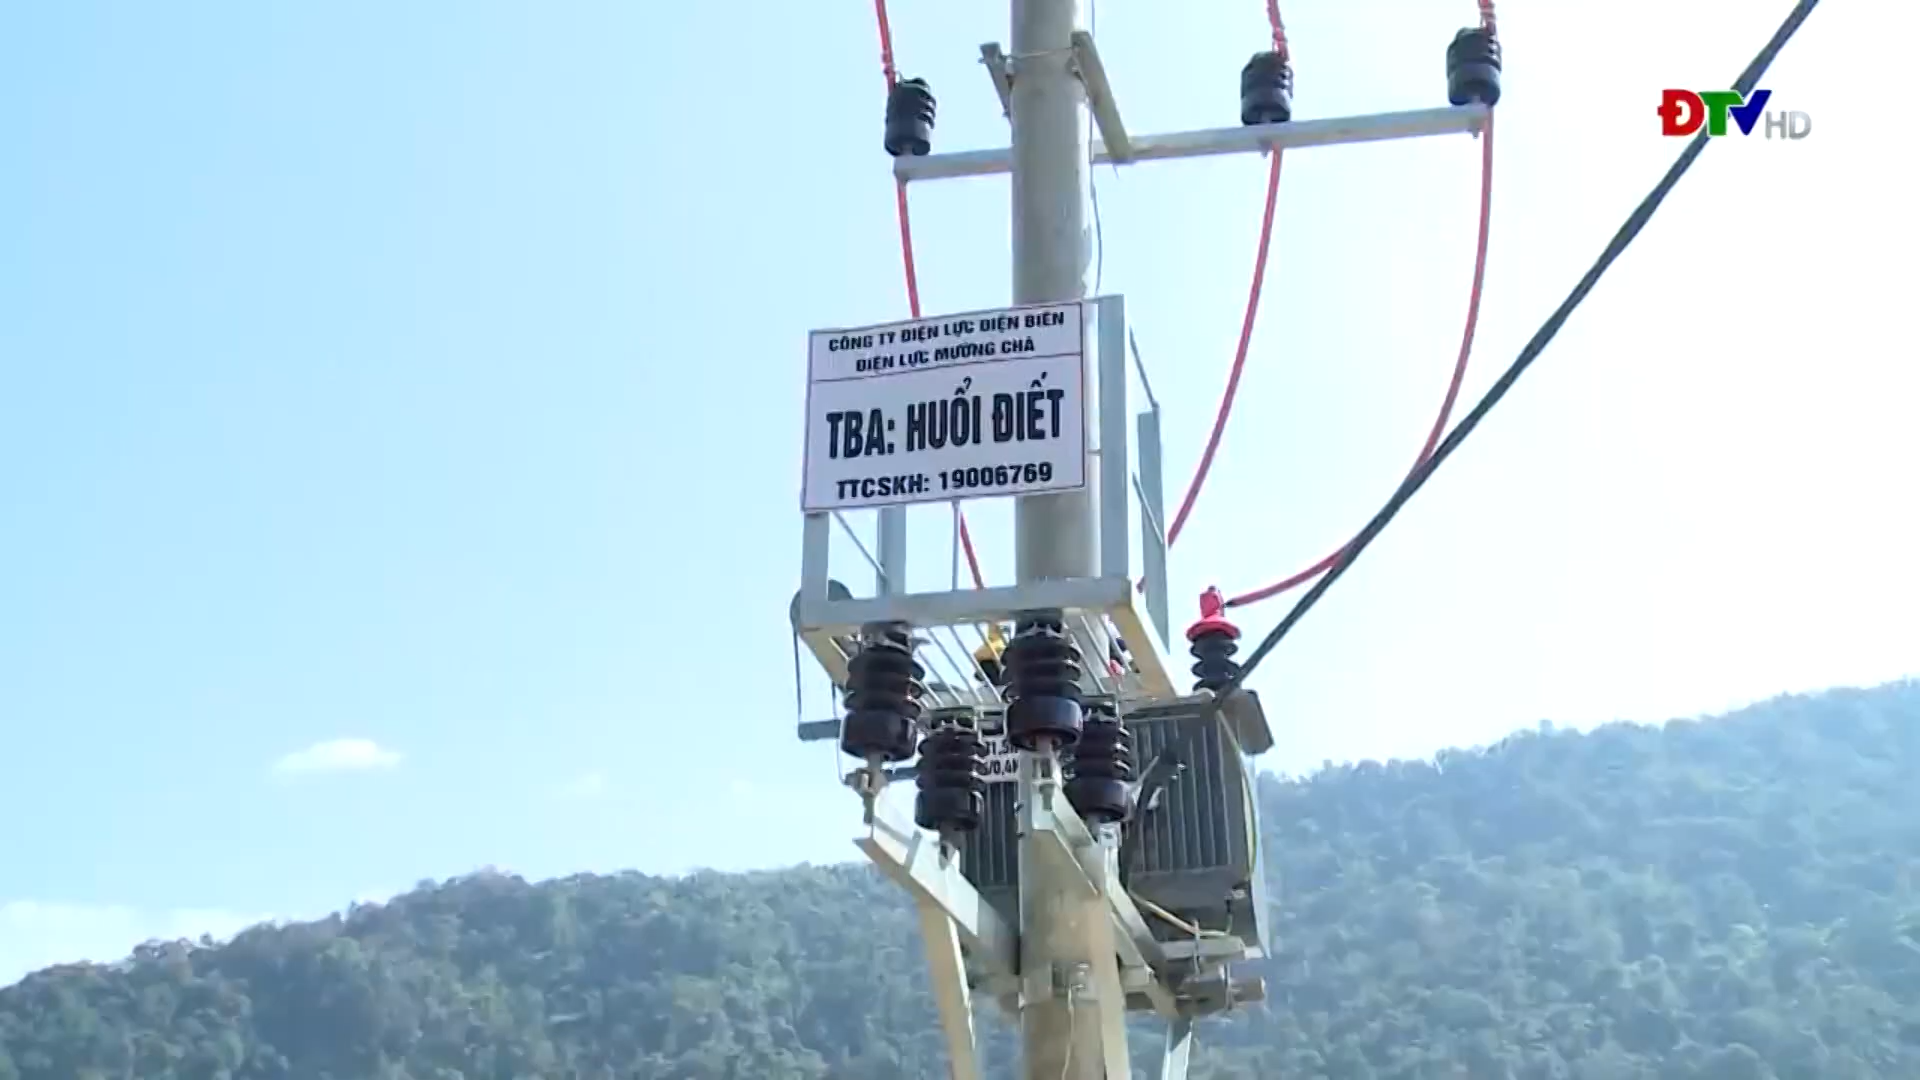 ĐTV HD
CÔNG TY ĐIỆN LỰC ĐIỆN BIÊN
ĐIỆN LỰC MƯỜNG CHÀ
TBA: HUỔI ĐIẾT
TTCSKH: 19006769